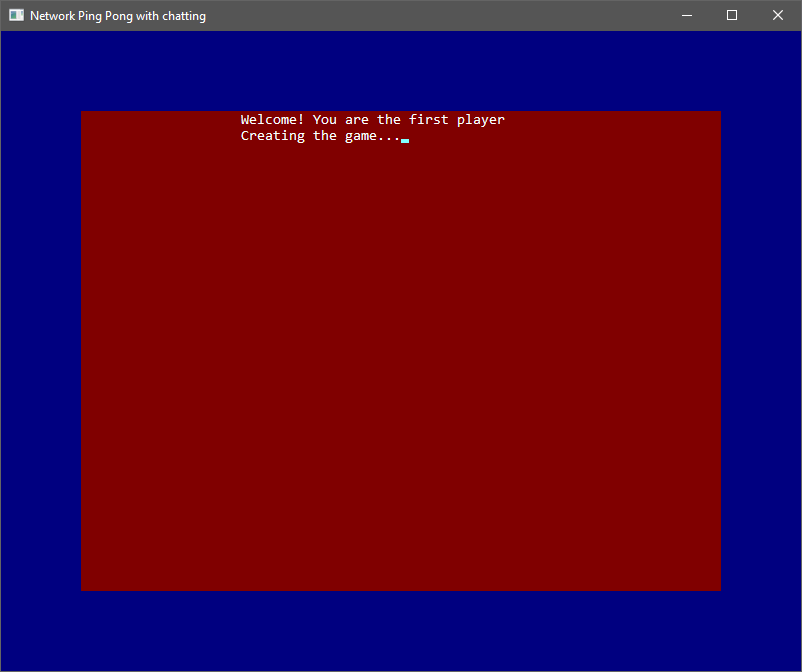 Network Ping Pong with chatting
Welcome! You are the first player
Creating the game...